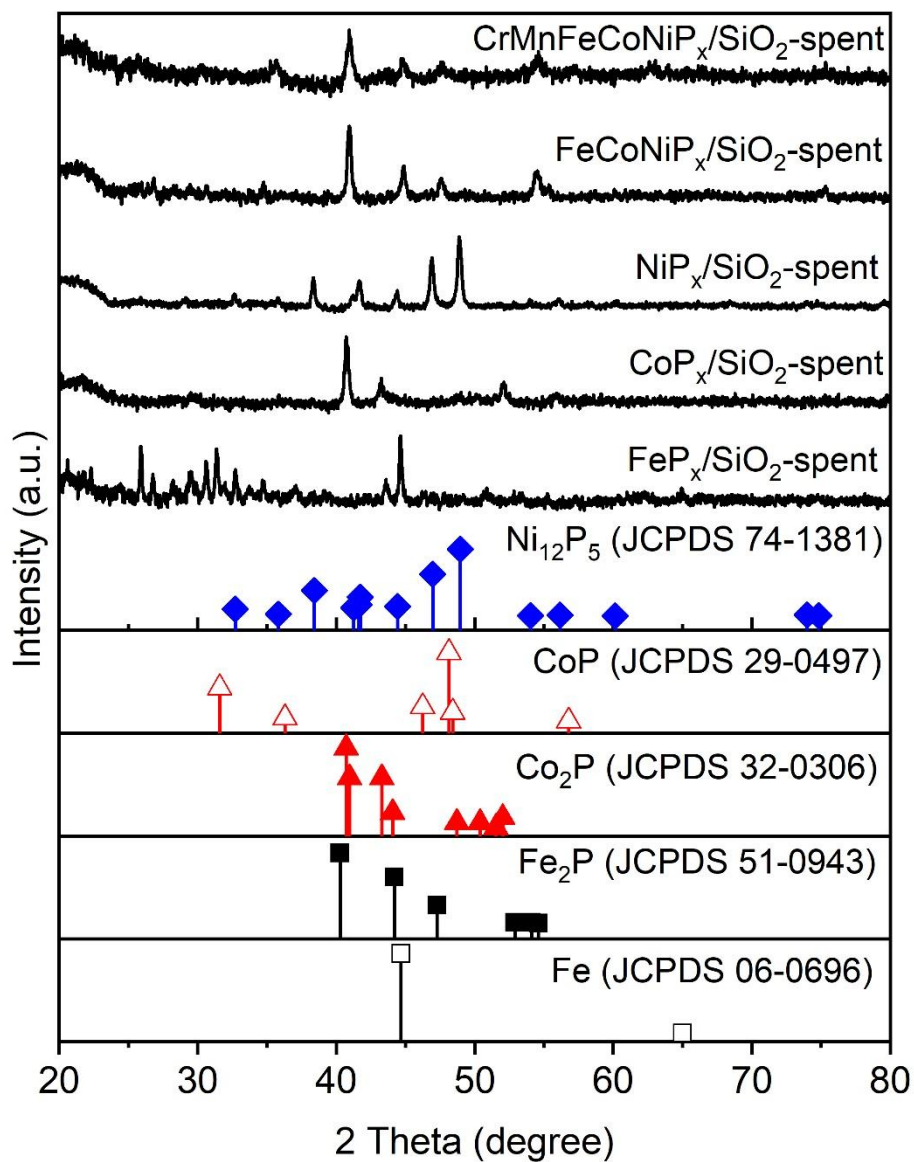 CrMnFeCoNiPₓ/SiO₂-spent
FeCoNiPₓ/SiO₂-spent
NiPₓ/SiO₂-spent
CoPₓ/SiO₂-spent
FePₓ/SiO₂-spent
Ni₁₂P₅ (JCPDS 74-1381)
CoP (JCPDS 29-0497)
Co₂P (JCPDS 32-0306)
Fe₂P (JCPDS 51-0943)
Fe (JCPDS 06-0696)
Intensity (a.u.)
20 30 40 50 60 70 80
2 Theta (degree)